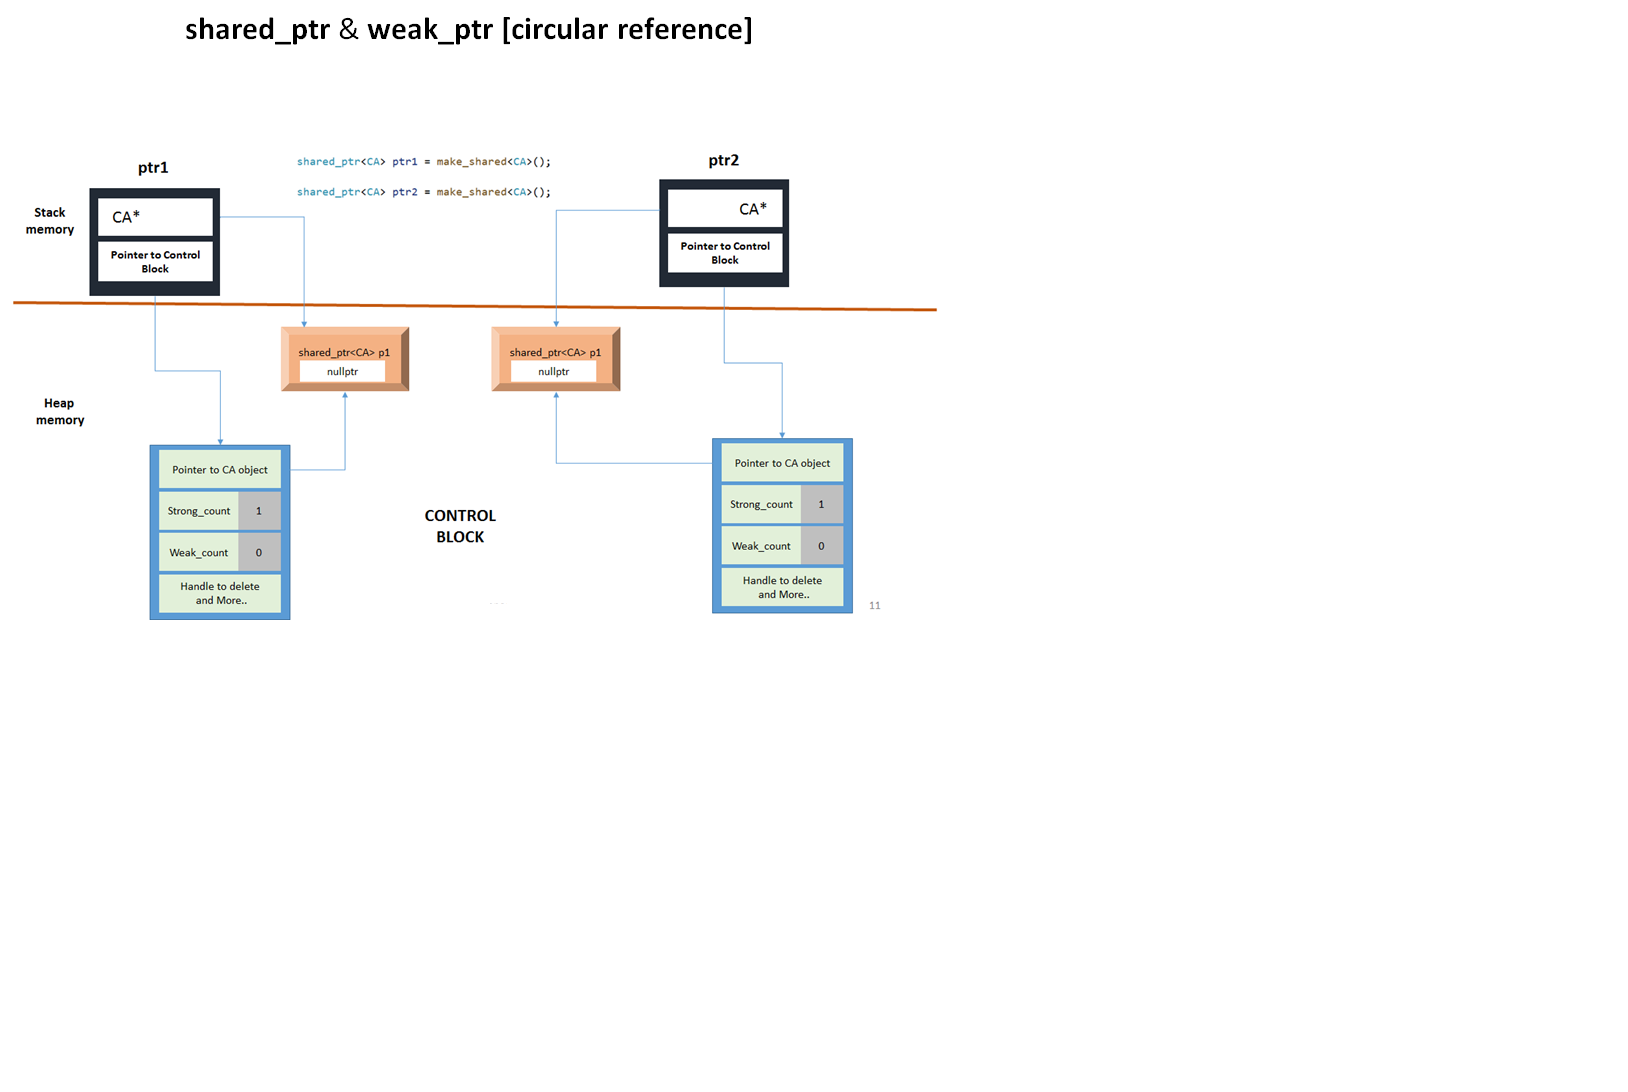 shared_ptr & weak_ptr [circular reference]
ptr1
shared_ptr<CA> ptr1 = make_shared<CA>();
ptr2
shared_ptr<CA> ptr2 = make_shared<CA>();
Stack
memory
CA*
Pointer to Control
Block
CA*
Pointer to Control
Block
shared_ptr<CA> p1
nullptr
shared_ptr<CA> p1
nullptr
Heap
memory
Pointer to CA object
Strong_count 1
Weak_count 0
Handle to delete
and More..
CONTROL
BLOCK
Pointer to CA object
Strong_count 1
Weak_count 0
Handle to delete
and More..
11